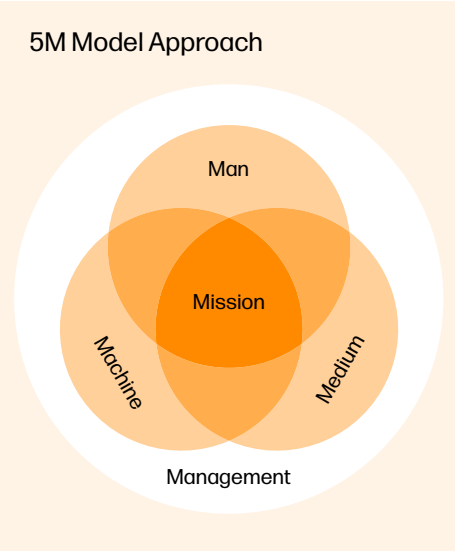 5M Model Approach
Man
Mission
Machine
Medium
Management